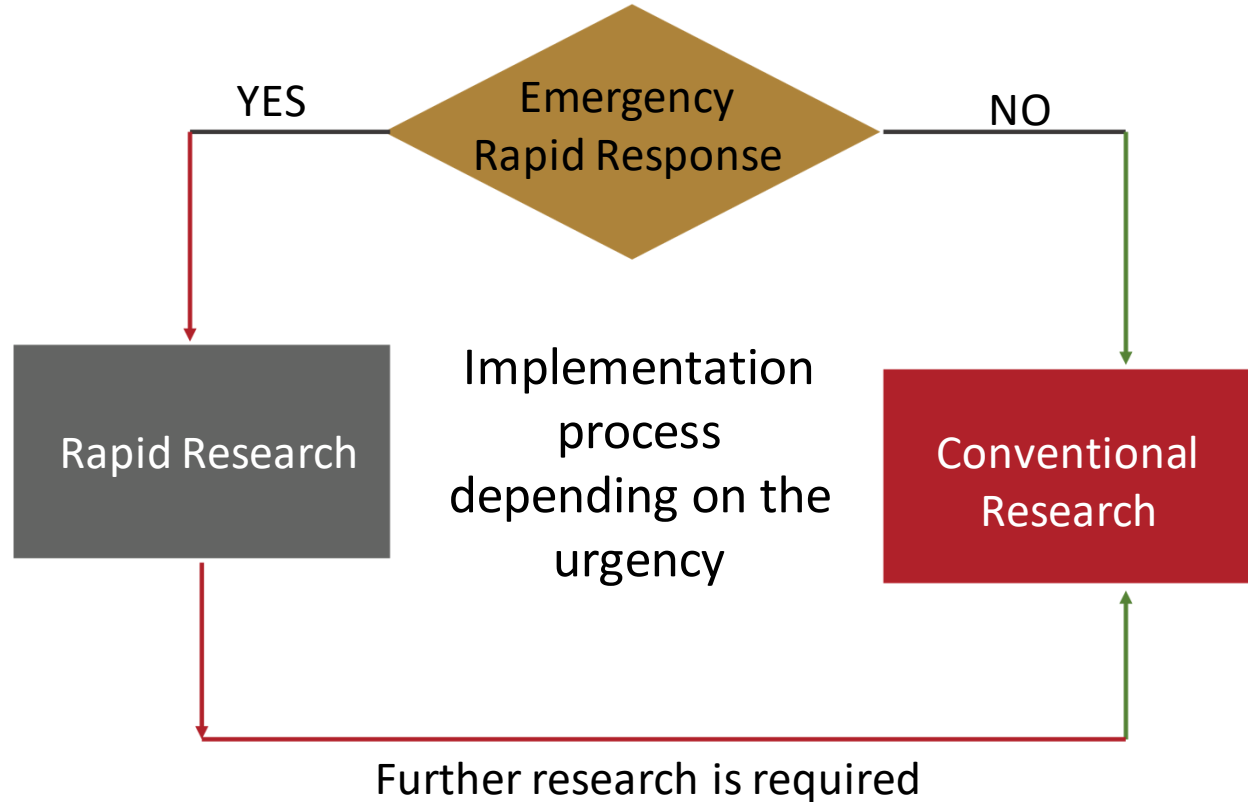 YES
Emergency
Rapid Response
NO
Rapid Research
Implementation
process
depending on the
urgency
Conventional
Research
Further research is required